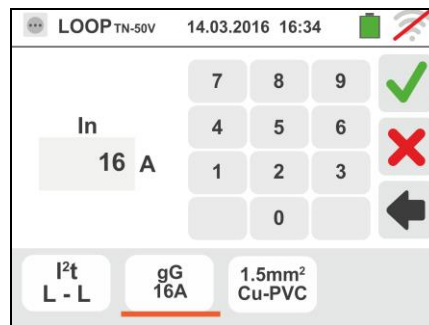 LOOP TN-50V 14.03.2016 16:34
7 8 9
In
4 5 6
16 A
1 2 3
0
I²t
L - L
gG
16A
1.5mm²
Cu-PVC